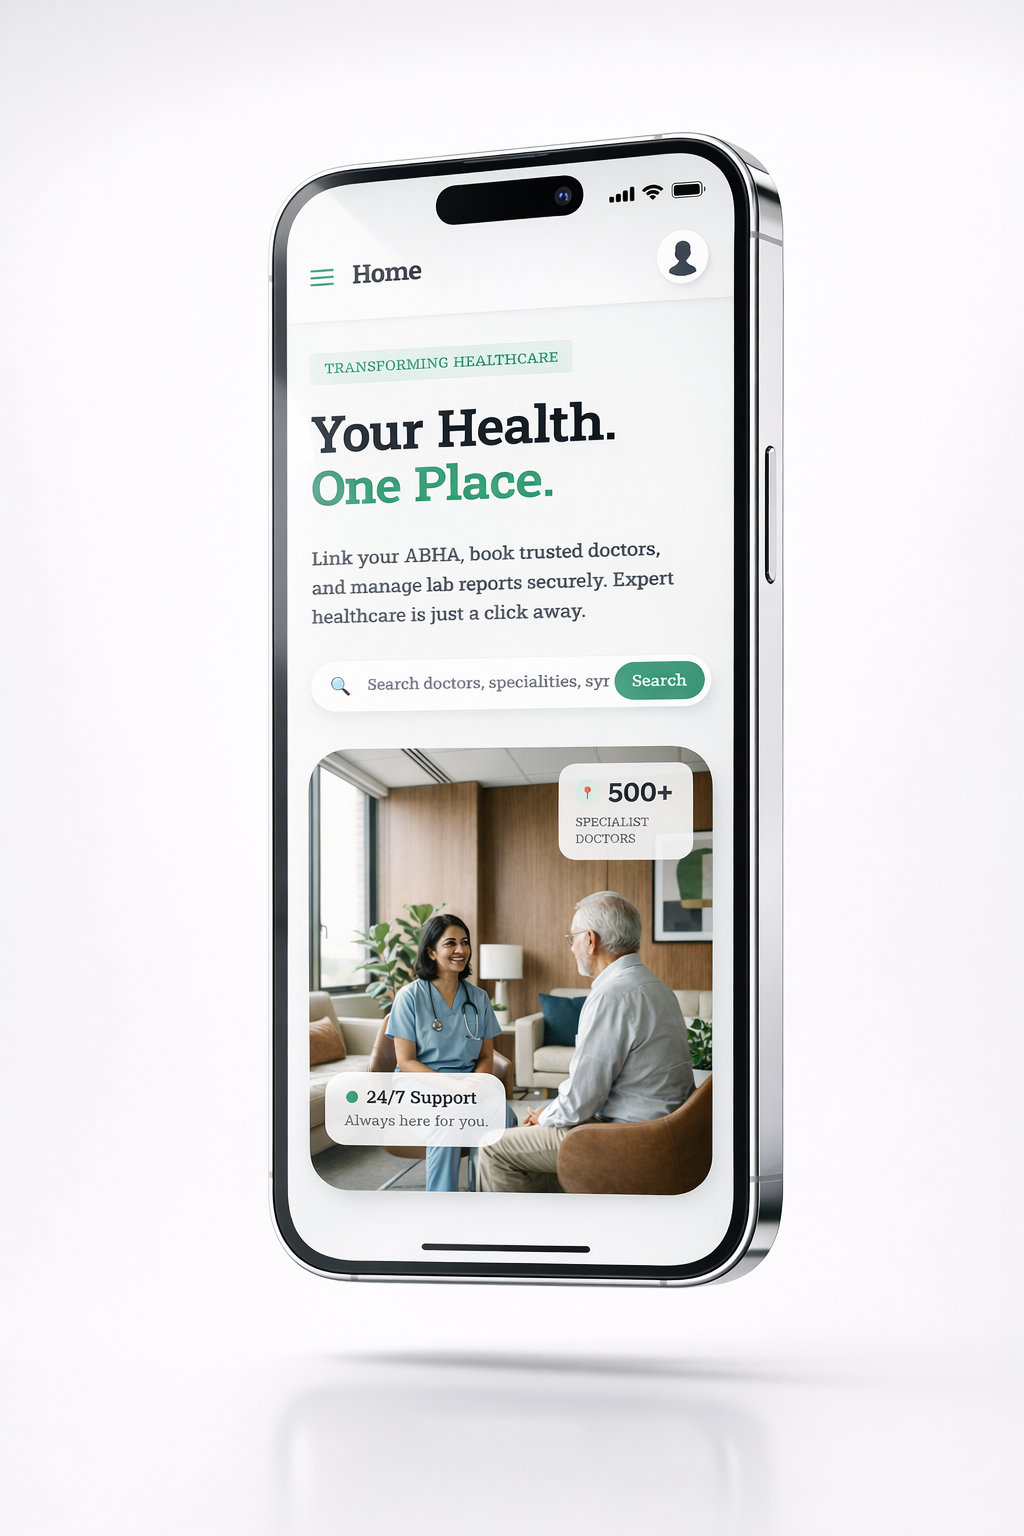 Home
TRANSFORMING HEALTHCARE
Your Health.
One Place.
Link your ABHA, book trusted doctors,
and manage lab reports securely. Expert
healthcare is just a click away.
Search doctors, specialities, syr
Search
500+
SPECIALIST
DOCTORS
24/7 Support
Always here for you.